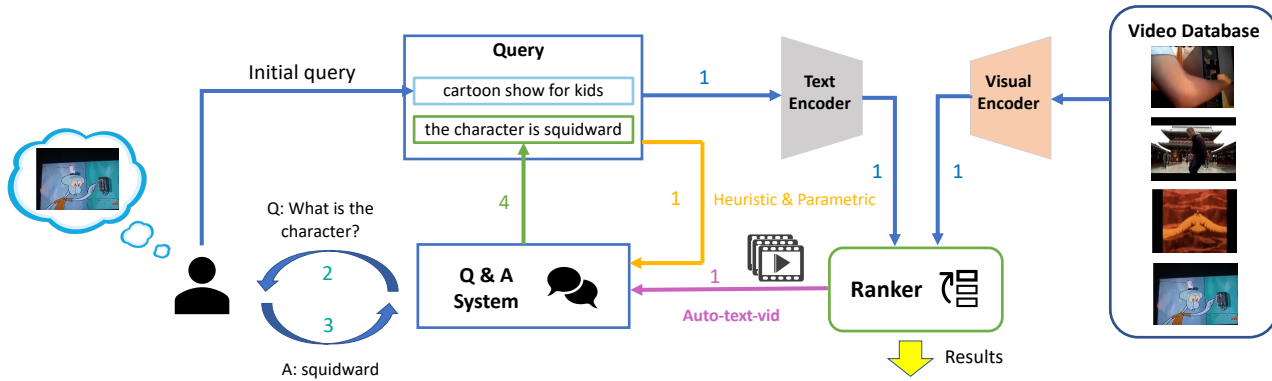 Video Database
Query
Initial query
cartoon show for kids
1
Text
Encoder
Visual
Encoder
the character is squidward
1
1
4
1
Heuristic & Parametric
Q: What is the
character?
2
3
Q & A
System
1
Auto-text-vid
Ranker
A: squidward
Results